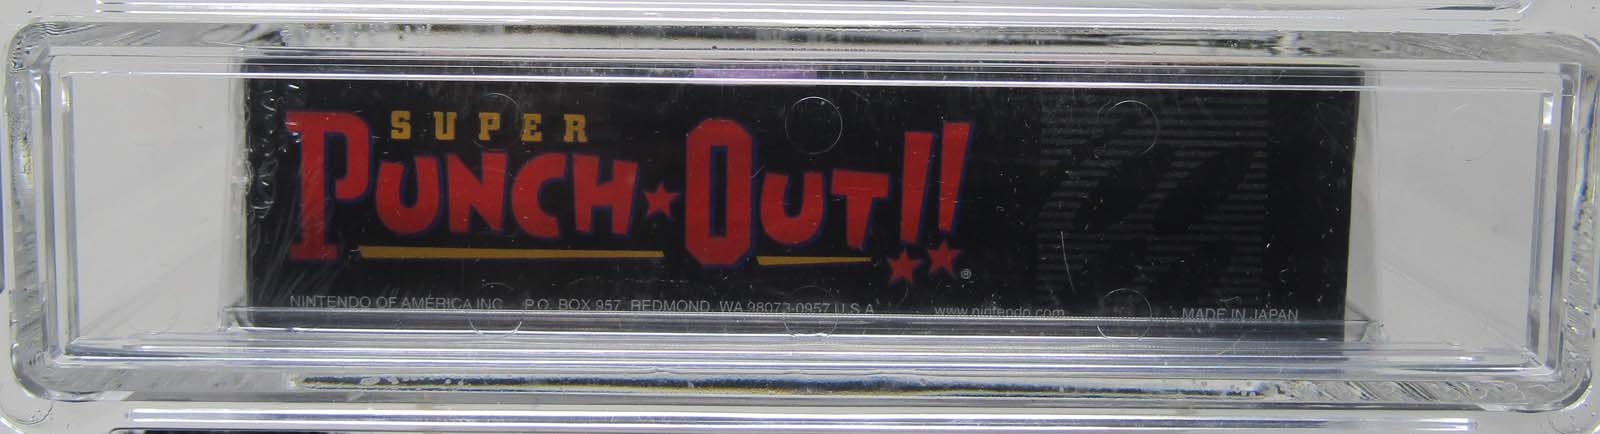 SUPER
PUNCH★OUT!!
®
NINTENDO OF AMERICA INC. P.O. BOX 957, REDMOND, WA 98073-0957 U.S.A. www.nintendo.com MADE IN JAPAN